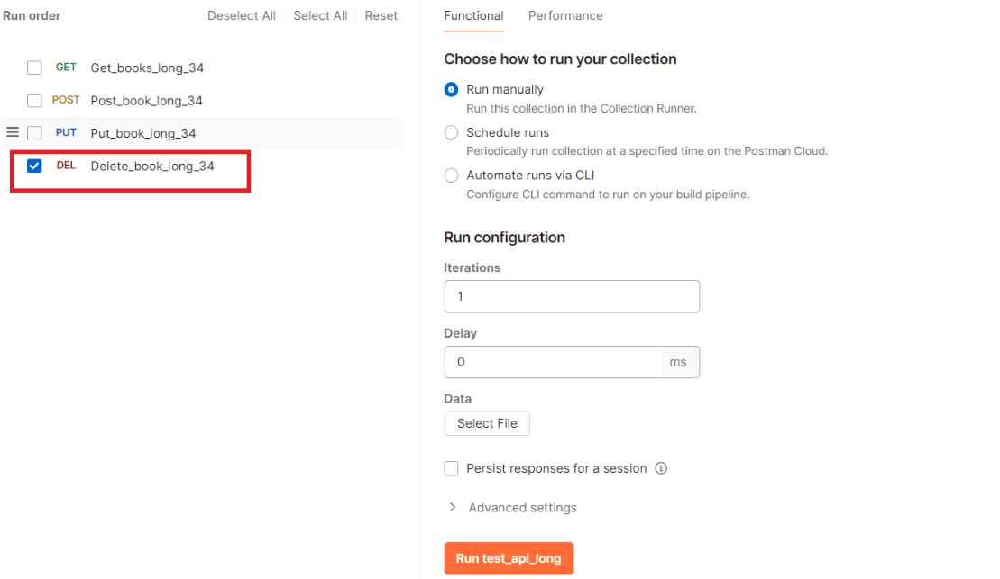 Run order Deselect All Select All Reset
GET Get_books_long_34
POST Post_book_long_34
PUT Put_book_long_34
DEL Delete_book_long_34
Functional Performance
Choose how to run your collection
Run manually
Run this collection in the Collection Runner.
Schedule runs
Periodically run collection at a specified time on the Postman Cloud.
Automate runs via CLI
Configure CLI command to run on your build pipeline.
Run configuration
Iterations
1
Delay
0 ms
Data
Select File
Persist responses for a session
Advanced settings
Run test_api_long